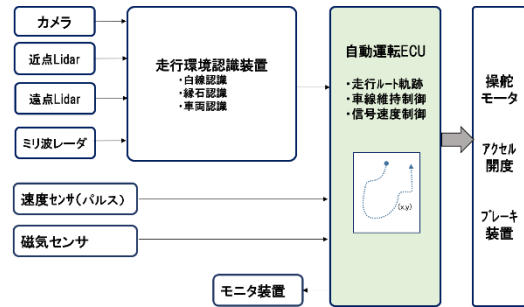 カメラ
近点Lidar
遠点Lidar
ミリ波レーダ
走行環境認識装置
・白線認識
・縁石認識
・車両認識
速度センサ(パルス)
磁気センサ
モニタ装置
自動運転ECU
・走行ルート軌跡
・車線維持制御
・信号速度制御
(x,y)
操舵
モータ
アクセル
開度
ブレーキ
装置